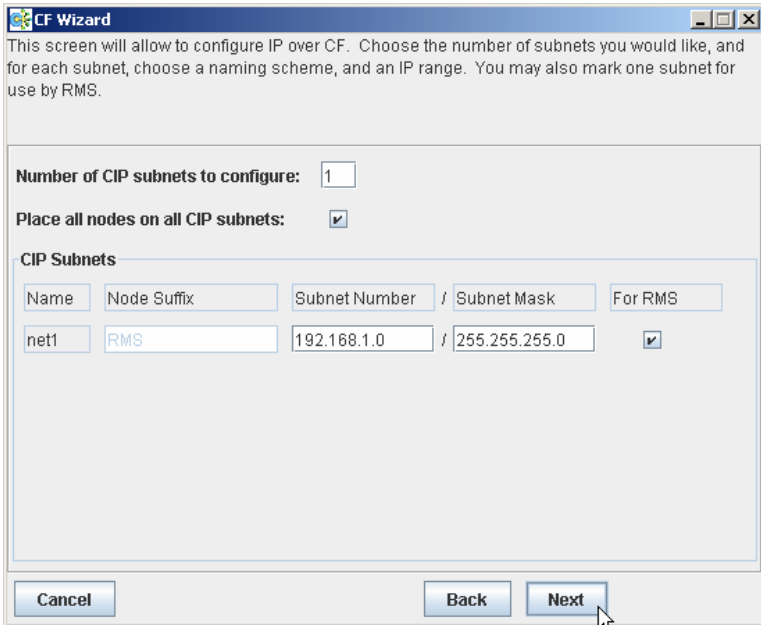 CF Wizard
This screen will allow to configure IP over CF. Choose the number of subnets you would like, and
for each subnet, choose a naming scheme, and an IP range. You may also mark one subnet for
use by RMS.
Number of CIP subnets to configure: 1
Place all nodes on all CIP subnets:
CIP Subnets
Name Node Suffix Subnet Number / Subnet Mask For RMS
net1 RMS 192.168.1.0 / 255.255.255.0
Cancel Back Next